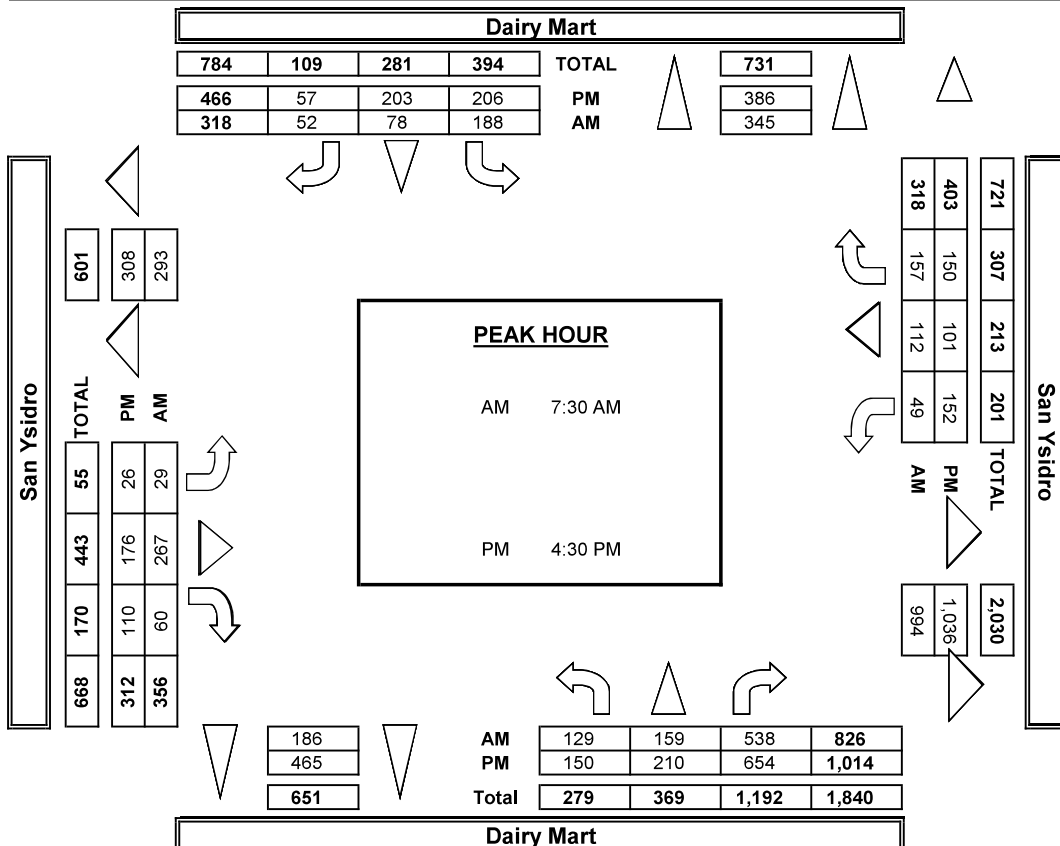 Dairy Mart
784 109 281 394 TOTAL 731
466 57 203 206 PM 386
318 52 78 188 AM 345
San Ysidro
601
308
293
TOTAL 55 443 170 668
PM 26 176 110 312
AM 29 267 60 356
PEAK HOUR
AM 7:30 AM
PM 4:30 PM
721 307 213 201 TOTAL 2,030
403 150 101 152 PM 1,036
318 157 112 49 AM 994
San Ysidro
186 AM 129 159 538 826
465 PM 150 210 654 1,014
651 Total 279 369 1,192 1,840
Dairy Mart